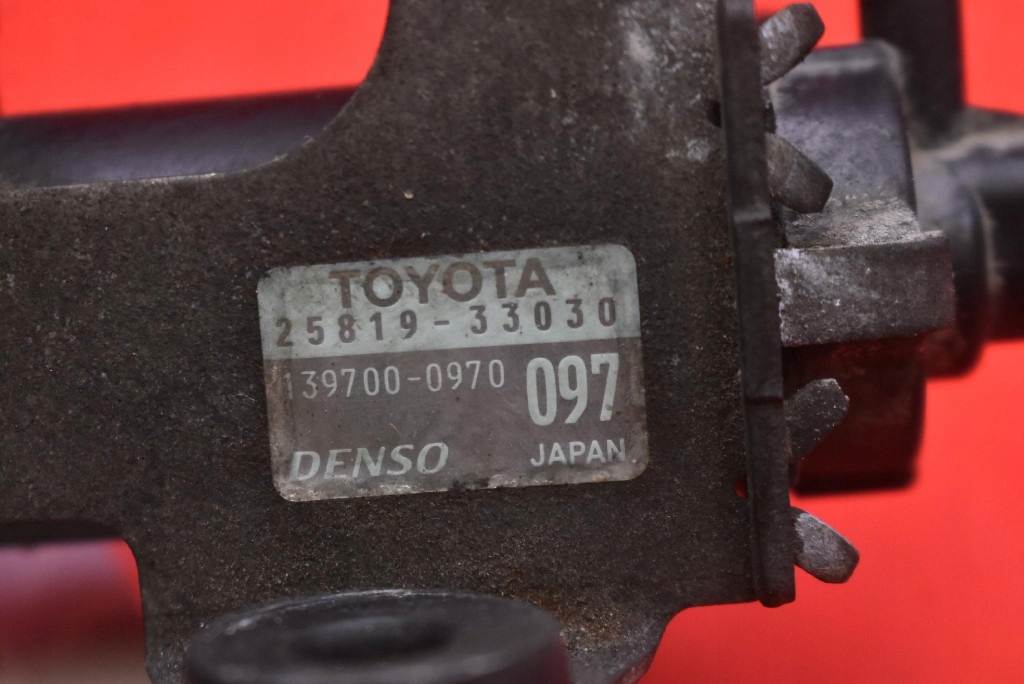 TOYOTA
25819-33030
139700-0970 097
DENSO JAPAN